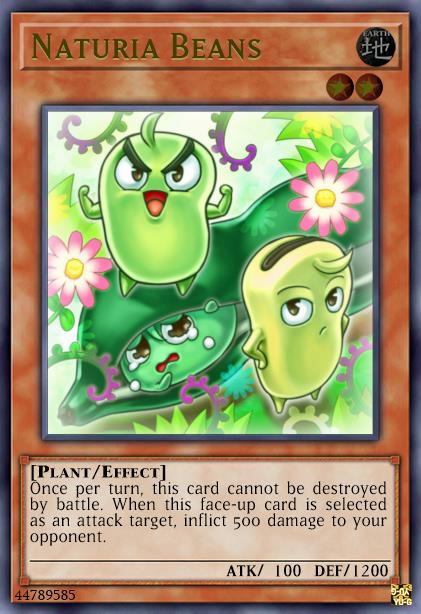 Naturia Beans
EARTH
地
[Plant/Effect]
Once per turn, this card cannot be destroyed
by battle. When this face-up card is selected
as an attack target, inflict 500 damage to your
opponent.
ATK/ 100 DEF/1200
44789585